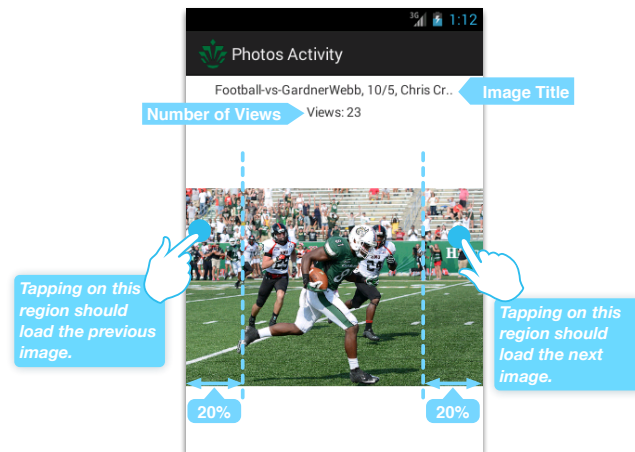 3G 1:12
Photos Activity
Football-vs-GardnerWebb, 10/5, Chris Cr..
Image Title
Number of Views
Views: 23
Tapping on this
region should
load the previous
image.
Tapping on this
region should
load the next
image.
20%
20%